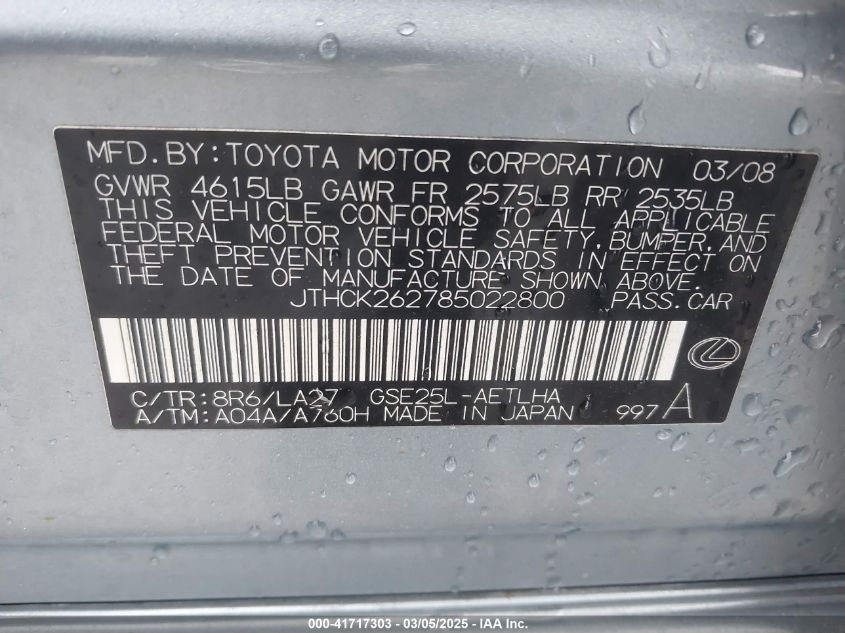 MFD. BY: TOYOTA MOTOR CORPORATION 03/08
GVWR 4615LB GAWR FR 2575LB RR 2535LB
THIS VEHICLE CONFORMS TO ALL APPLICABLE
FEDERAL MOTOR VEHICLE SAFETY, BUMPER, AND
THEFT PREVENTION STANDARDS IN EFFECT ON
THE DATE OF MANUFACTURE SHOWN ABOVE.
JTHCK262785022800 PASS. CAR
C/TR: 8R6/LA27 GSE25L-AETLHA
A/TM: A04A/A760H MADE IN JAPAN 997A
000-41717303 — 03/05/2025 — IAA Inc.